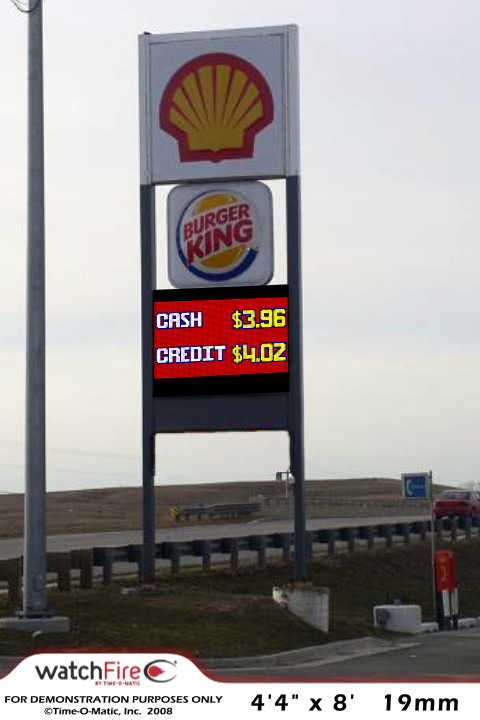 BURGER
KING
CASH $3.96
CREDIT $4.02
watchFire
BY TIME-O-MATIC
FOR DEMONSTRATION PURPOSES ONLY
©Time-O-Matic, Inc. 2008
4'4" x 8' 19mm